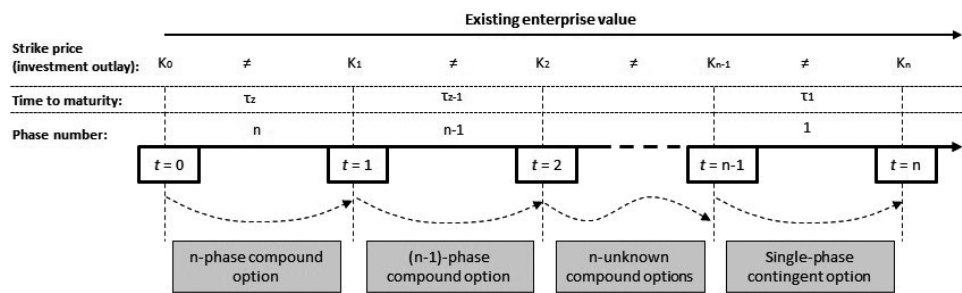 Existing enterprise value
Strike price
(investment outlay): K0 ≠ K1 ≠ K2 ≠ Kn-1 ≠ Kn
Time to maturity: τz τz-1 τ1
Phase number: n n-1 1
t = 0 t = 1 t = 2 t = n-1 t = n
n-phase compound
option
(n-1)-phase
compound option
n-unknown
compound options
Single-phase
contingent option